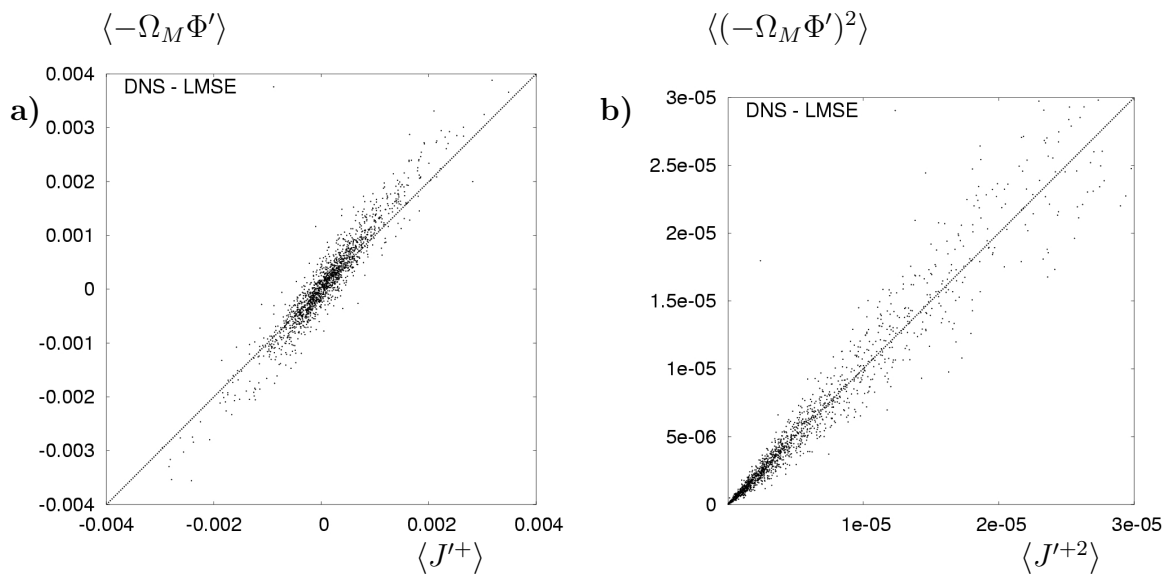 ⟨−Ω_MΦ′⟩
a)
DNS - LMSE
0.004
0.003
0.002
0.001
0
-0.001
-0.002
-0.003
-0.004
-0.004 -0.002 0 0.002 0.004
⟨J′⁺⟩
⟨(−Ω_MΦ′)²⟩
b)
DNS - LMSE
3e-05
2.5e-05
2e-05
1.5e-05
1e-05
5e-06
0
1e-05 2e-05 3e-05
⟨J′⁺²⟩